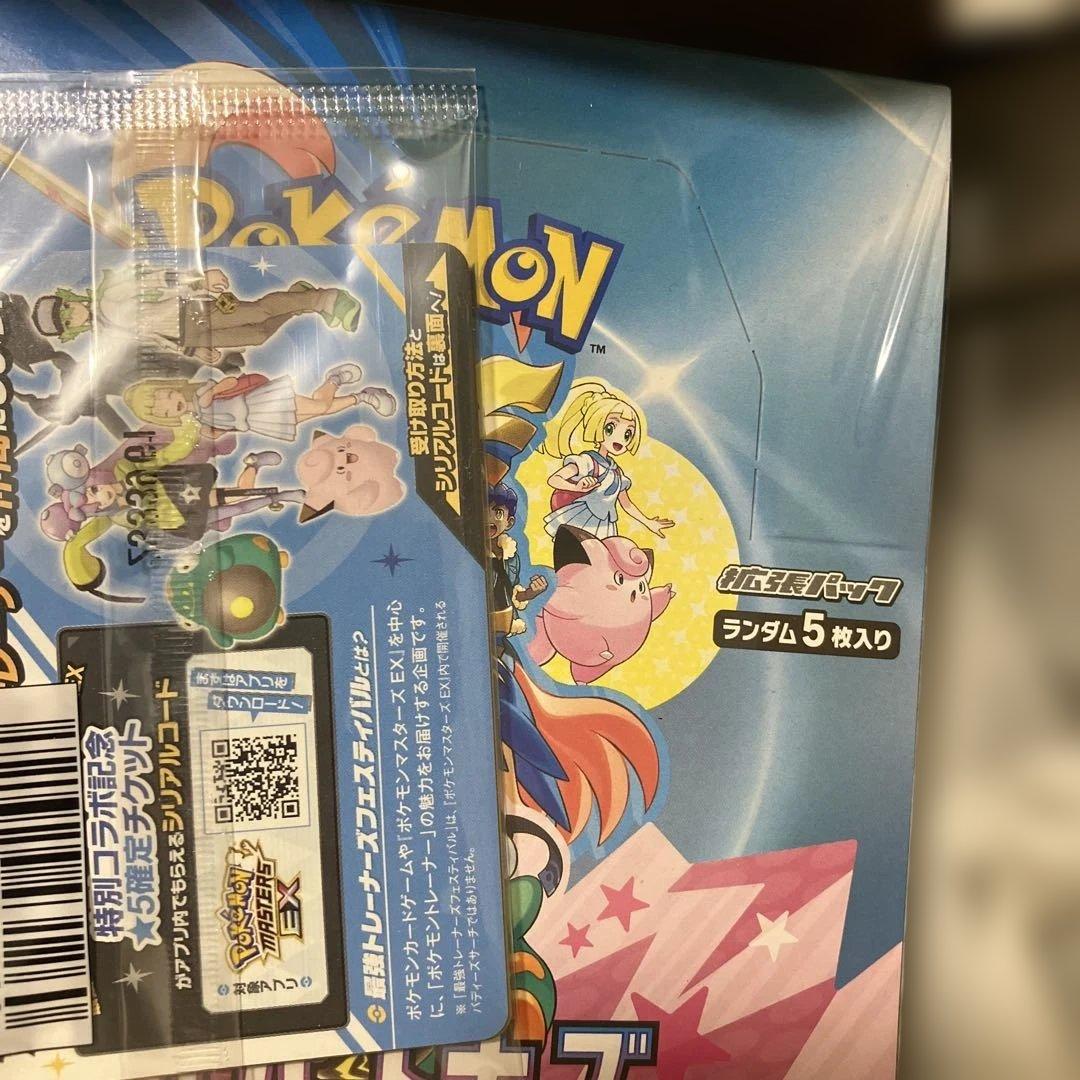 POKÉMON
TM
拡張パック
ランダム5枚入り
受け取り方法と
シリアルコードは裏面へ!
最強トレーナーズフェスティバルとは?
ポケモンカードゲームや『ポケモンマスターズ EX』を中心
に、「ポケモントレーナー」の魅力をお届けする企画です。
※「最強トレーナーズフェスティバル」は、『ポケモンマスターズ EX』内で開催される
バディーズサーチではありません。
特別コラボ記念
★5確定チケット
がアプリ内でもらえるシリアルコード
まずはアプリを
ダウンロード!
POKÉMON
MASTERS
EX
対象アプリ